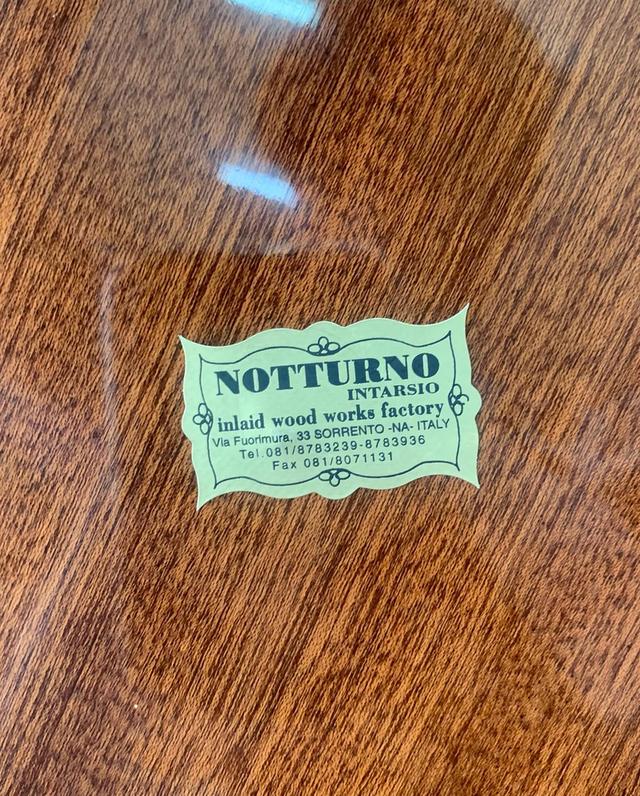 NOTTURNO
INTARSIO
inlaid wood works factory
Via Fuorimura, 33 SORRENTO -NA- ITALY
Tel.081/8783239-8783936
Fax 081/8071131